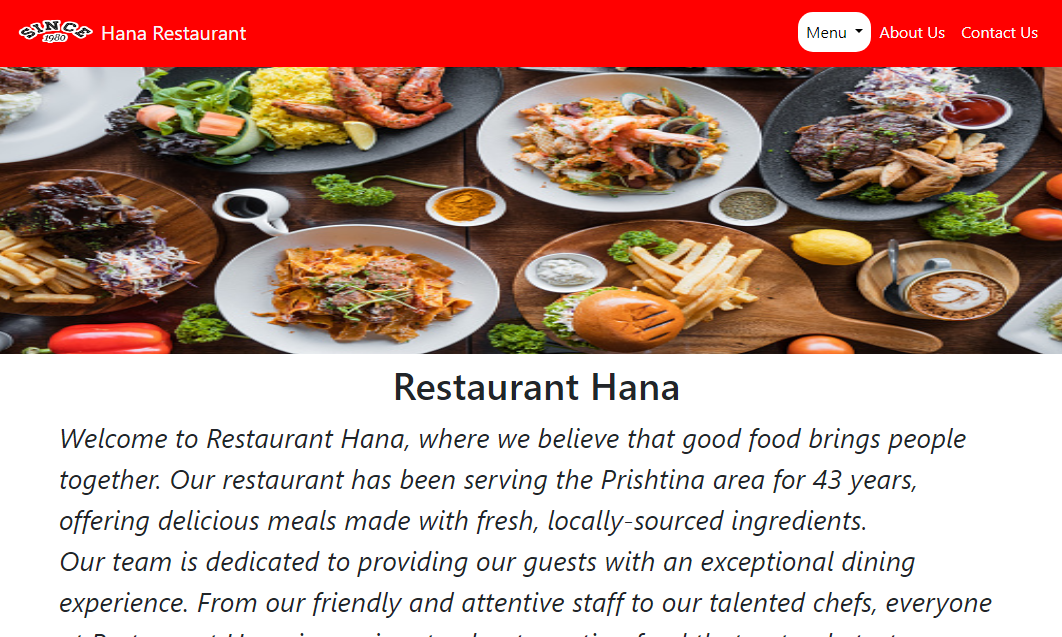 SINCE
1980
Hana Restaurant
Menu
About Us
Contact Us
Restaurant Hana
Welcome to Restaurant Hana, where we believe that good food brings people
together. Our restaurant has been serving the Prishtina area for 43 years,
offering delicious meals made with fresh, locally-sourced ingredients.
Our team is dedicated to providing our guests with an exceptional dining
experience. From our friendly and attentive staff to our talented chefs, everyone